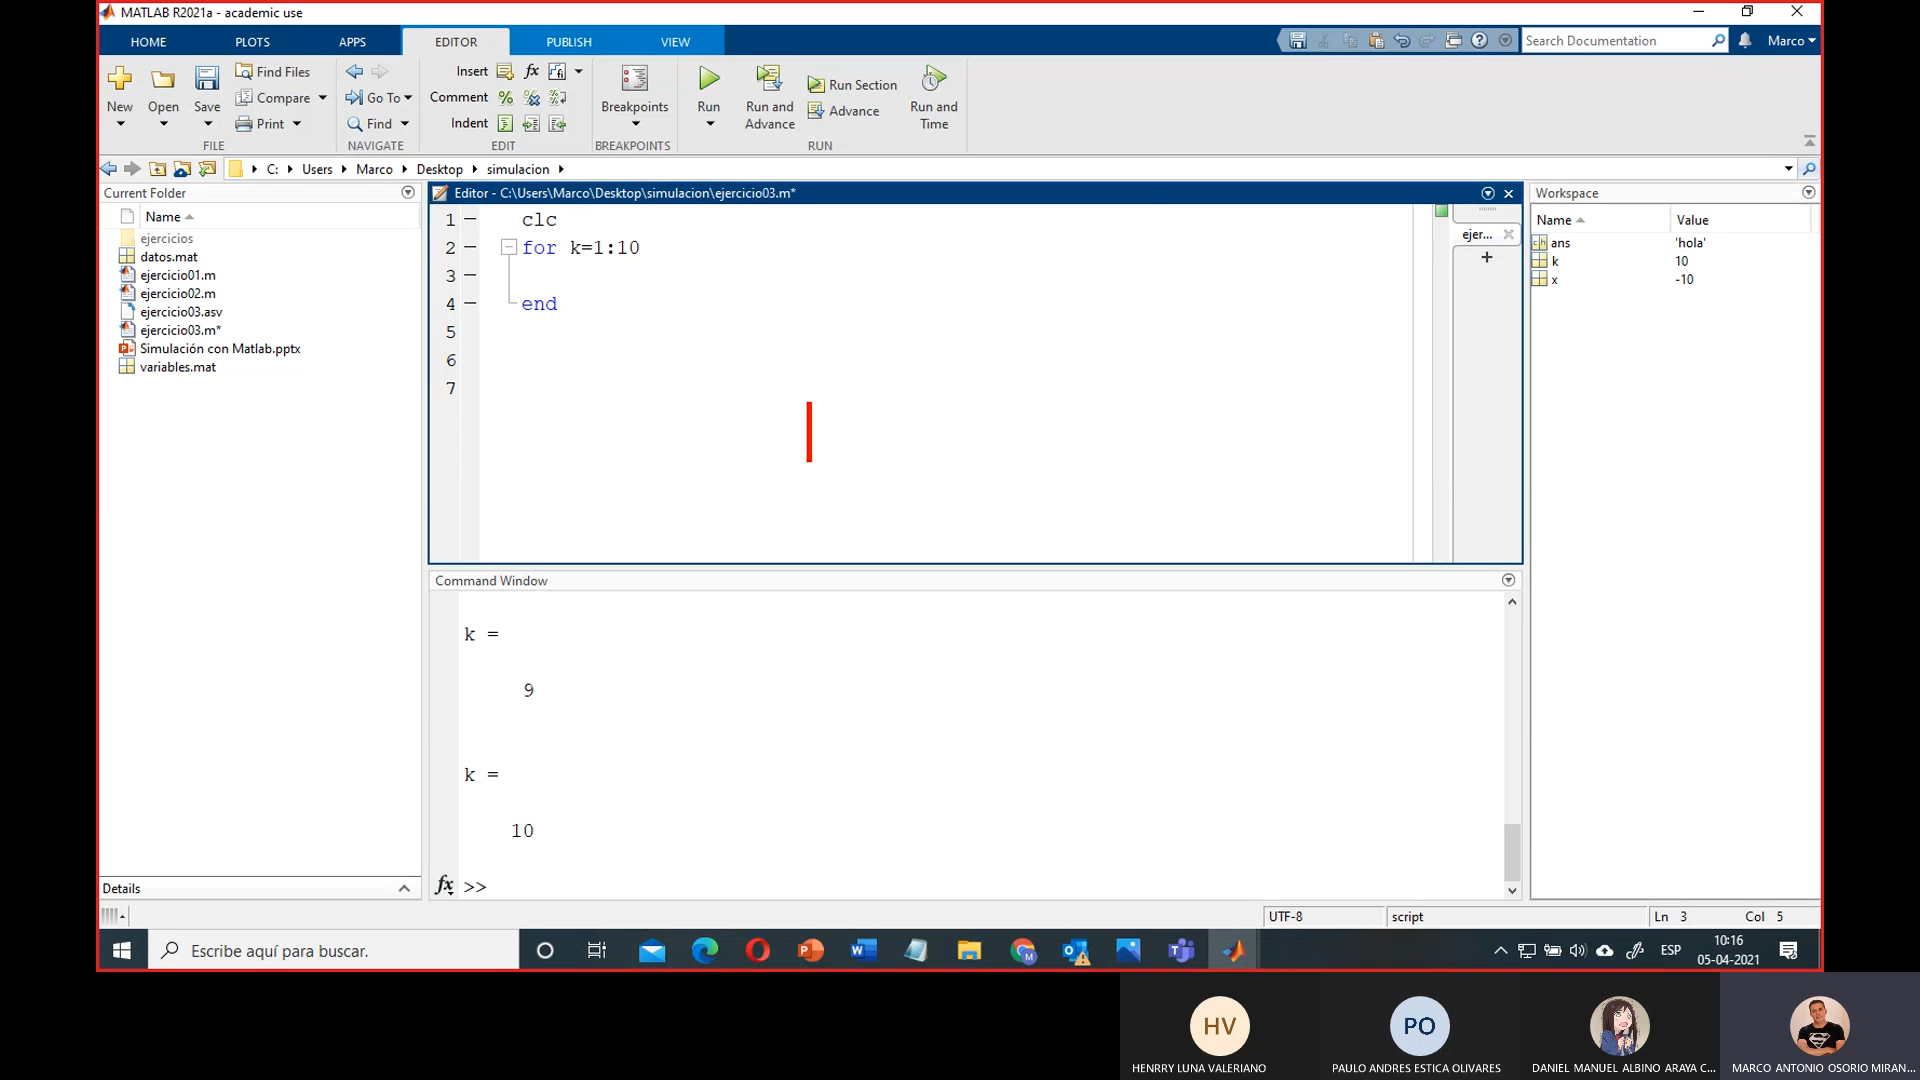 MATLAB R2021a - academic use
HOME PLOTS APPS EDITOR PUBLISH VIEW
Search Documentation
Marco
New
Open
Save
Find Files
Compare
Print
FILE
Go To
Find
NAVIGATE
Insert fx
Comment %
Indent
EDIT
Breakpoints
BREAKPOINTS
Run
Run and
Advance
Run Section
Advance
Run and
Time
RUN
C: Users Marco Desktop simulacion
Current Folder
Name
ejercicios
datos.mat
ejercicio01.m
ejercicio02.m
ejercicio03.asv
ejercicio03.m*
Simulación con Matlab.pptx
variables.mat
Details
Editor - C:\Users\Marco\Desktop\simulacion\ejercicio03.m*
ejer...
1 clc
2 for k=1:10
3
4 end
5
6
7
Command Window
k =
9
k =
10
fx >>
Workspace
Name Value
ans 'hola'
k 10
x -10
UTF-8 script Ln 3 Col 5
Escribe aquí para buscar.
ESP
10:16
05-04-2021
HV
HENRRY LUNA VALERIANO
PO
PAULO ANDRES ESTICA OLIVARES
DANIEL MANUEL ALBINO ARAYA C...
MARCO ANTONIO OSORIO MIRAN...